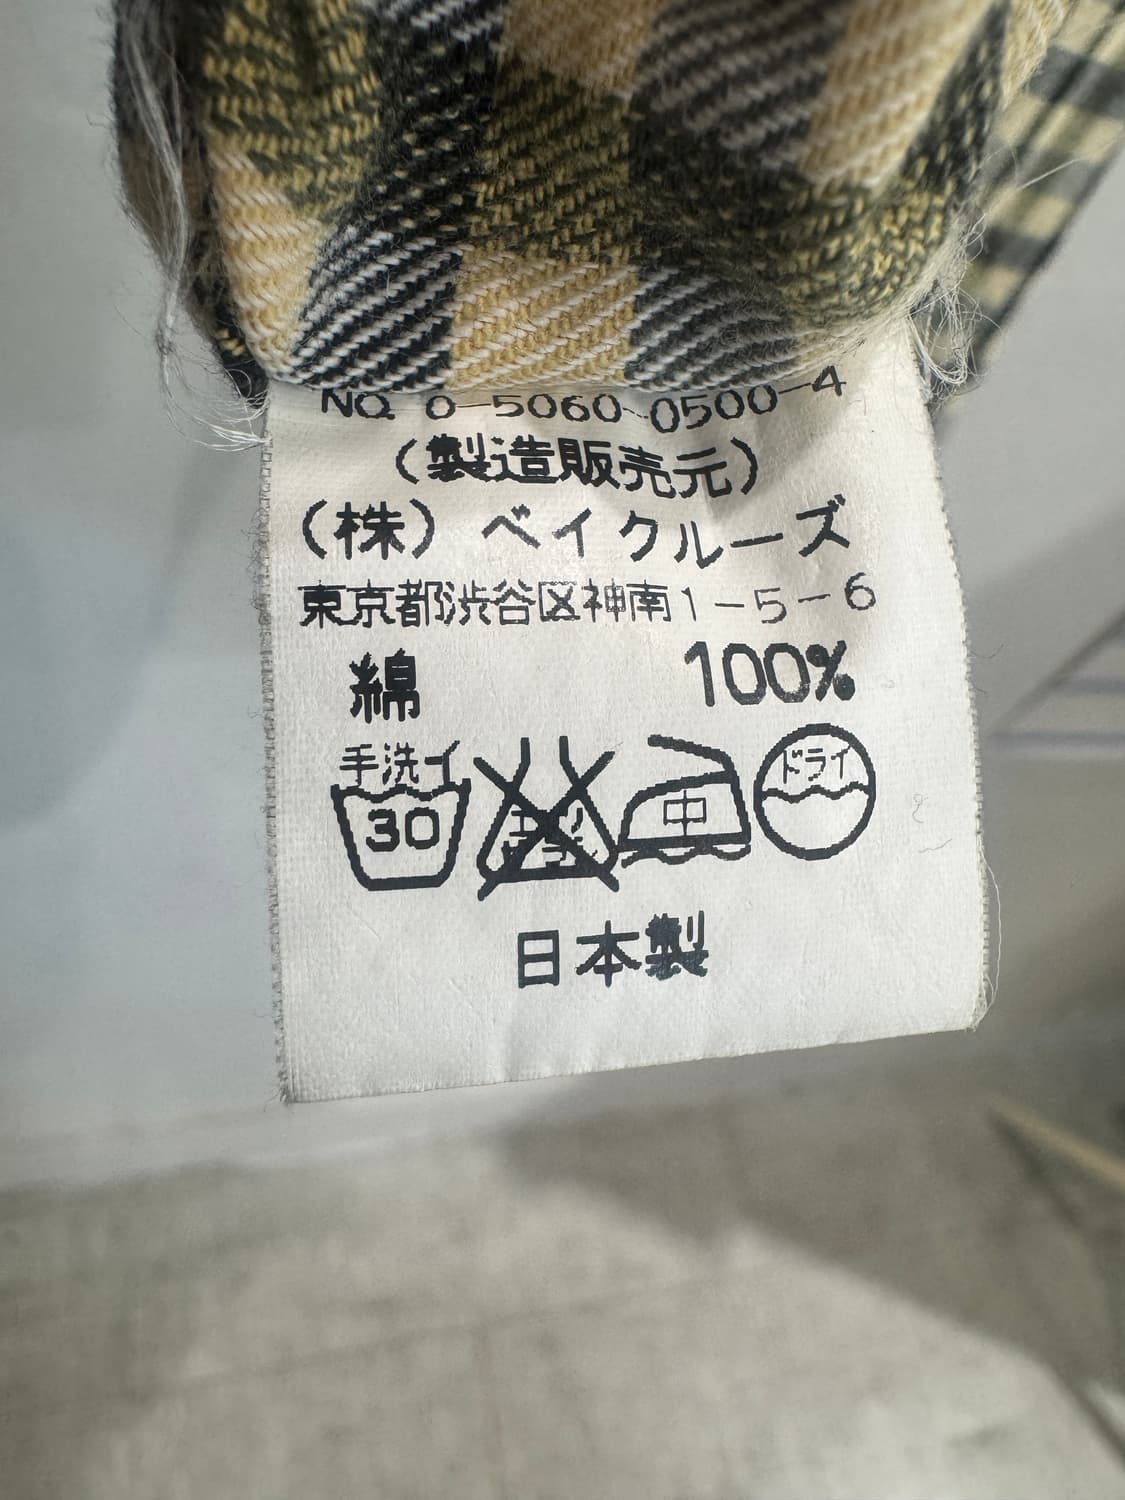 NO. 0-5060-0500-4
(製造販売元)
(株)ベイクルーズ
東京都渋谷区神南1-5-6
綿 100%
手洗イ 30 中 ドライ
日本製